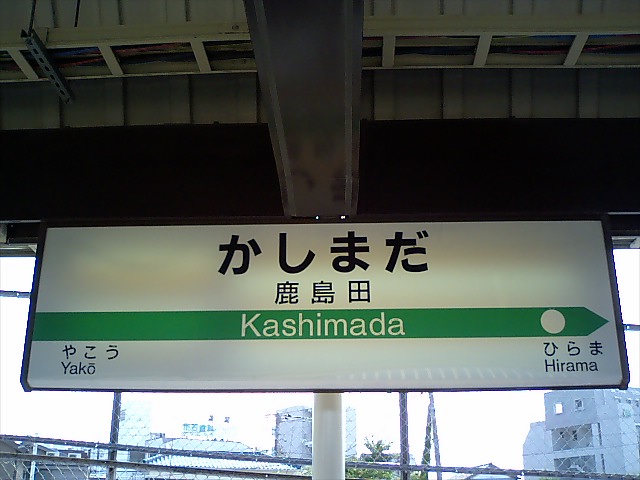 かしまだ
鹿島田
Kashimada
やこう
Yakō
ひらま
Hirama